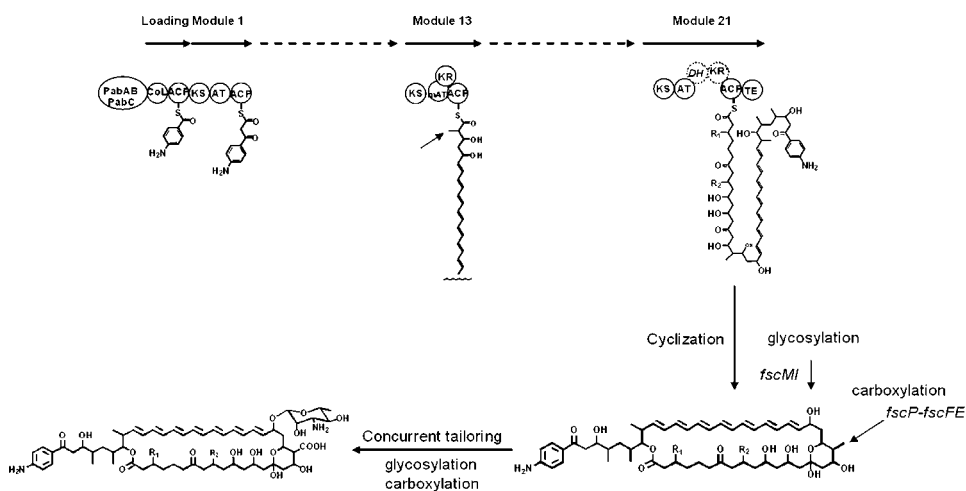 Loading Module 1
Module 13
Module 21
PabAB
PabC
CoL ACP KS AT ACP
KS mAT KR ACP
KS AT DH KR ACP TE
S
O
S
O
O
H₂N
H₂N
S
O
OH
OH
S
O
R₁
O
R₂
HO
HO
O
HO
OH
HO
OH
O
NH₂
Cyclization
glycosylation
fscMI
carboxylation
fscP-fscFE
Concurrent tailoring
glycosylation
carboxylation
O
OH
H₂N
O
O
R₁
O
R₂
OH
OH
OH
O
OH
COOH
O
O
HO
NH₂
OH
O
OH
H₂N
O
O
R₁
O
R₂
OH
OH
OH
O
OH
OH